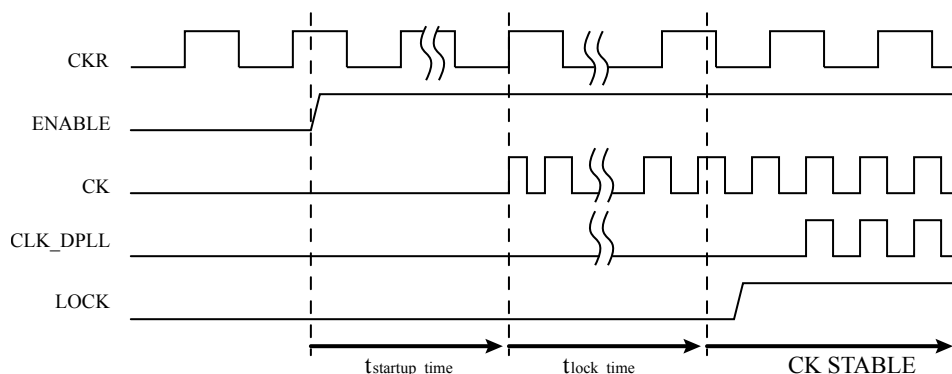 CKR
ENABLE
CK
CLK_DPLL
LOCK
tstartup_time tlock_time CK STABLE